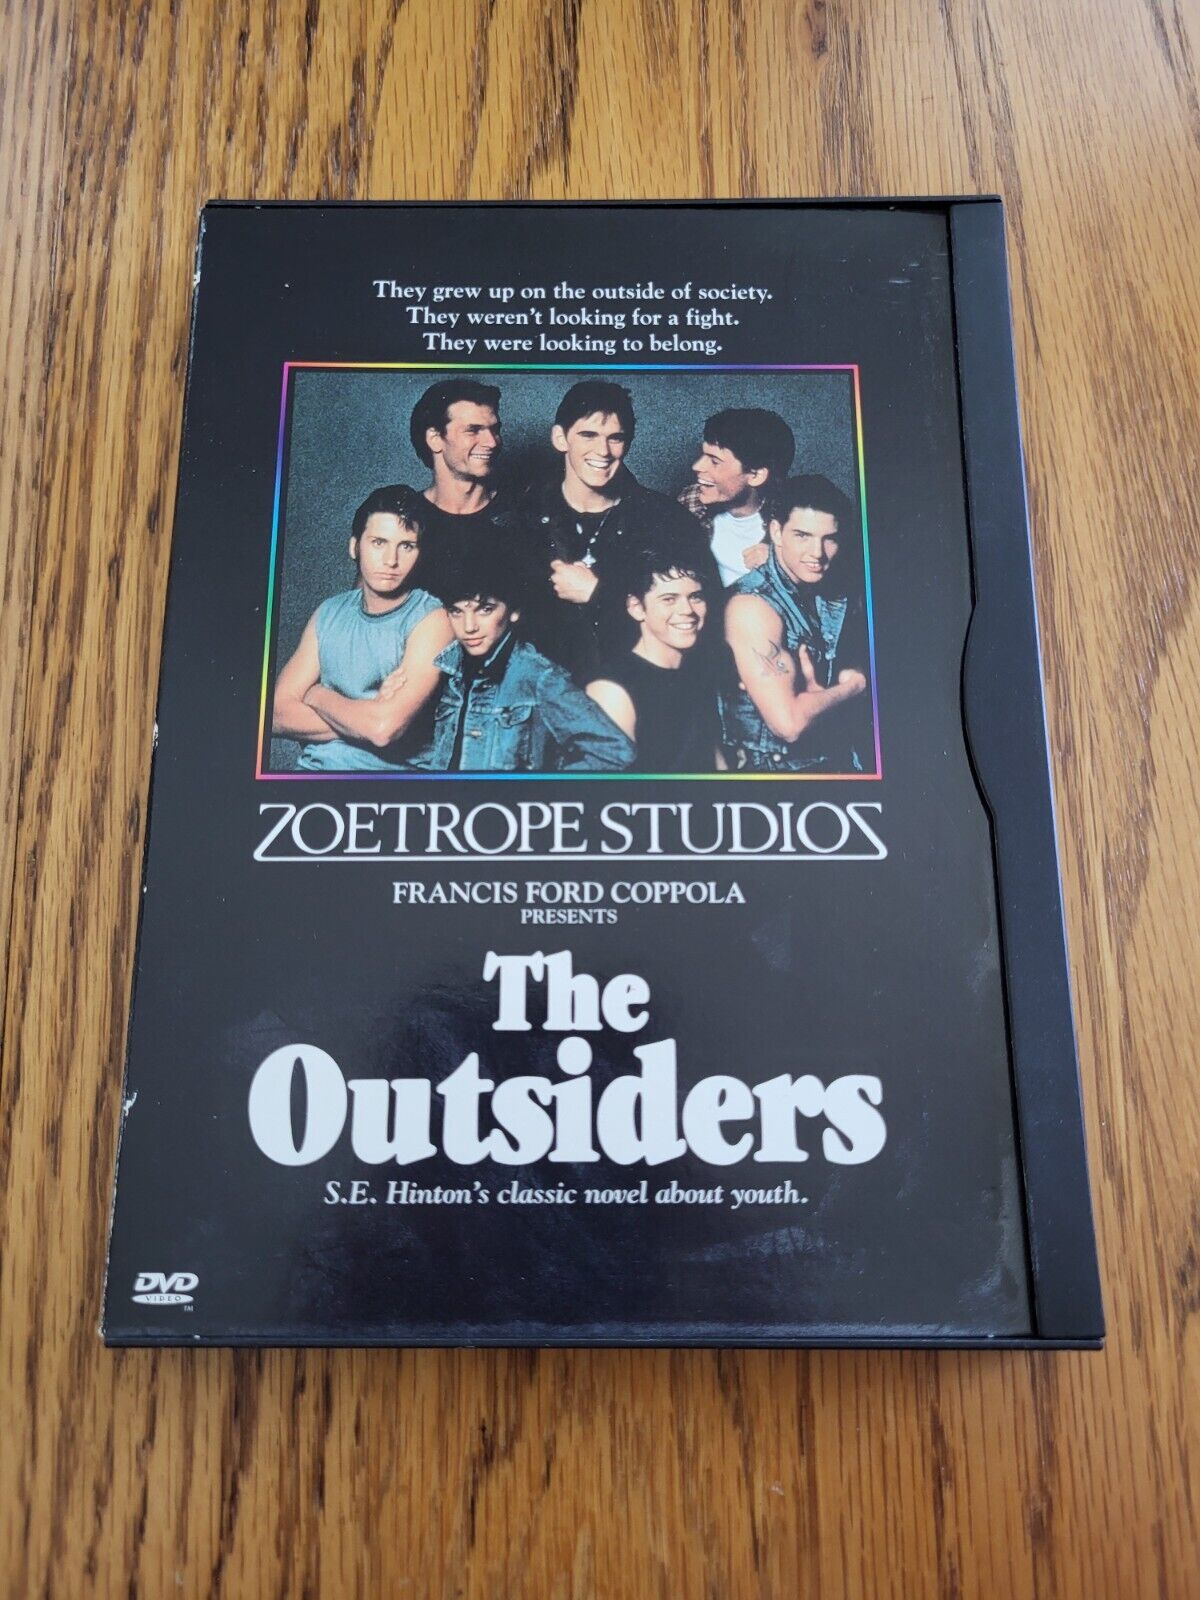 They grew up on the outside of society.
They weren't looking for a fight.
They were looking to belong.
ZOETROPE STUDIOS
FRANCIS FORD COPPOLA
PRESENTS
The
Outsiders
S.E. Hinton's classic novel about youth.
DVD
VIDEO
TM